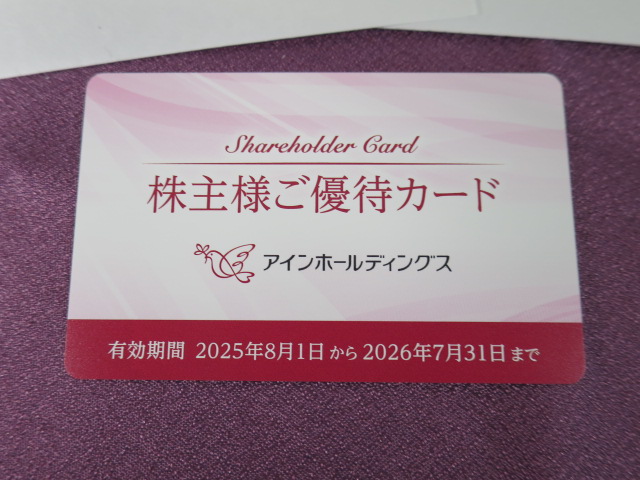 Shareholder Card
株主様ご優待カード
アインホールディングス
有効期間 2025年8月1日から2026年7月31日まで